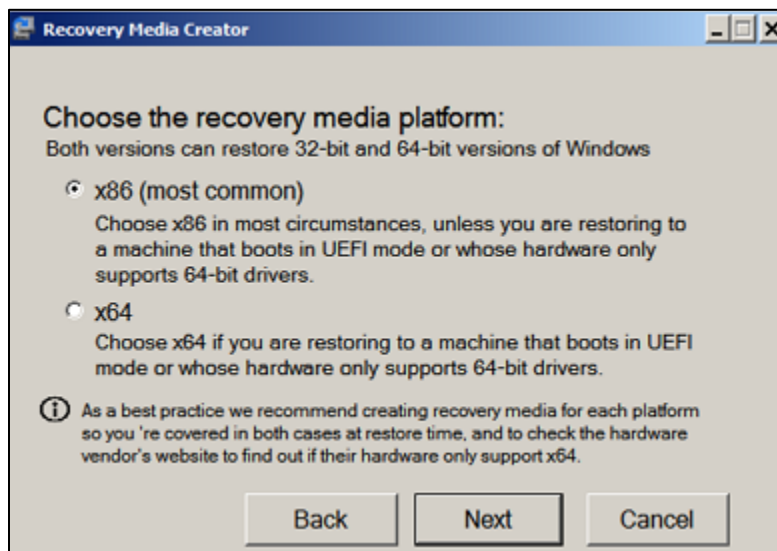 Recovery Media Creator
Choose the recovery media platform:
Both versions can restore 32-bit and 64-bit versions of Windows
x86 (most common)
Choose x86 in most circumstances, unless you are restoring to
a machine that boots in UEFI mode or whose hardware only
supports 64-bit drivers.
x64
Choose x64 if you are restoring to a machine that boots in UEFI
mode or whose hardware only supports 64-bit drivers.
As a best practice we recommend creating recovery media for each platform
so you 're covered in both cases at restore time, and to check the hardware
vendor's website to find out if their hardware only support x64.
Back Next Cancel